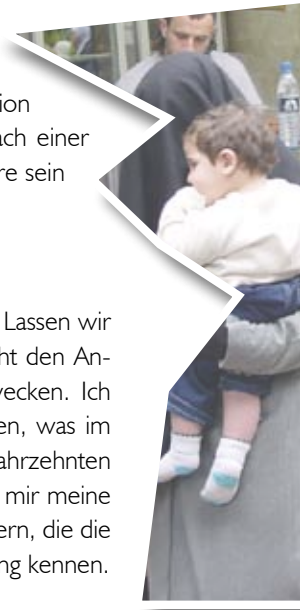 ion
ach einer
re sein
Lassen wir
ht den An-
wecken. Ich
en, was im
ahrzehnten
mir meine
ern, die die
ng kennen.